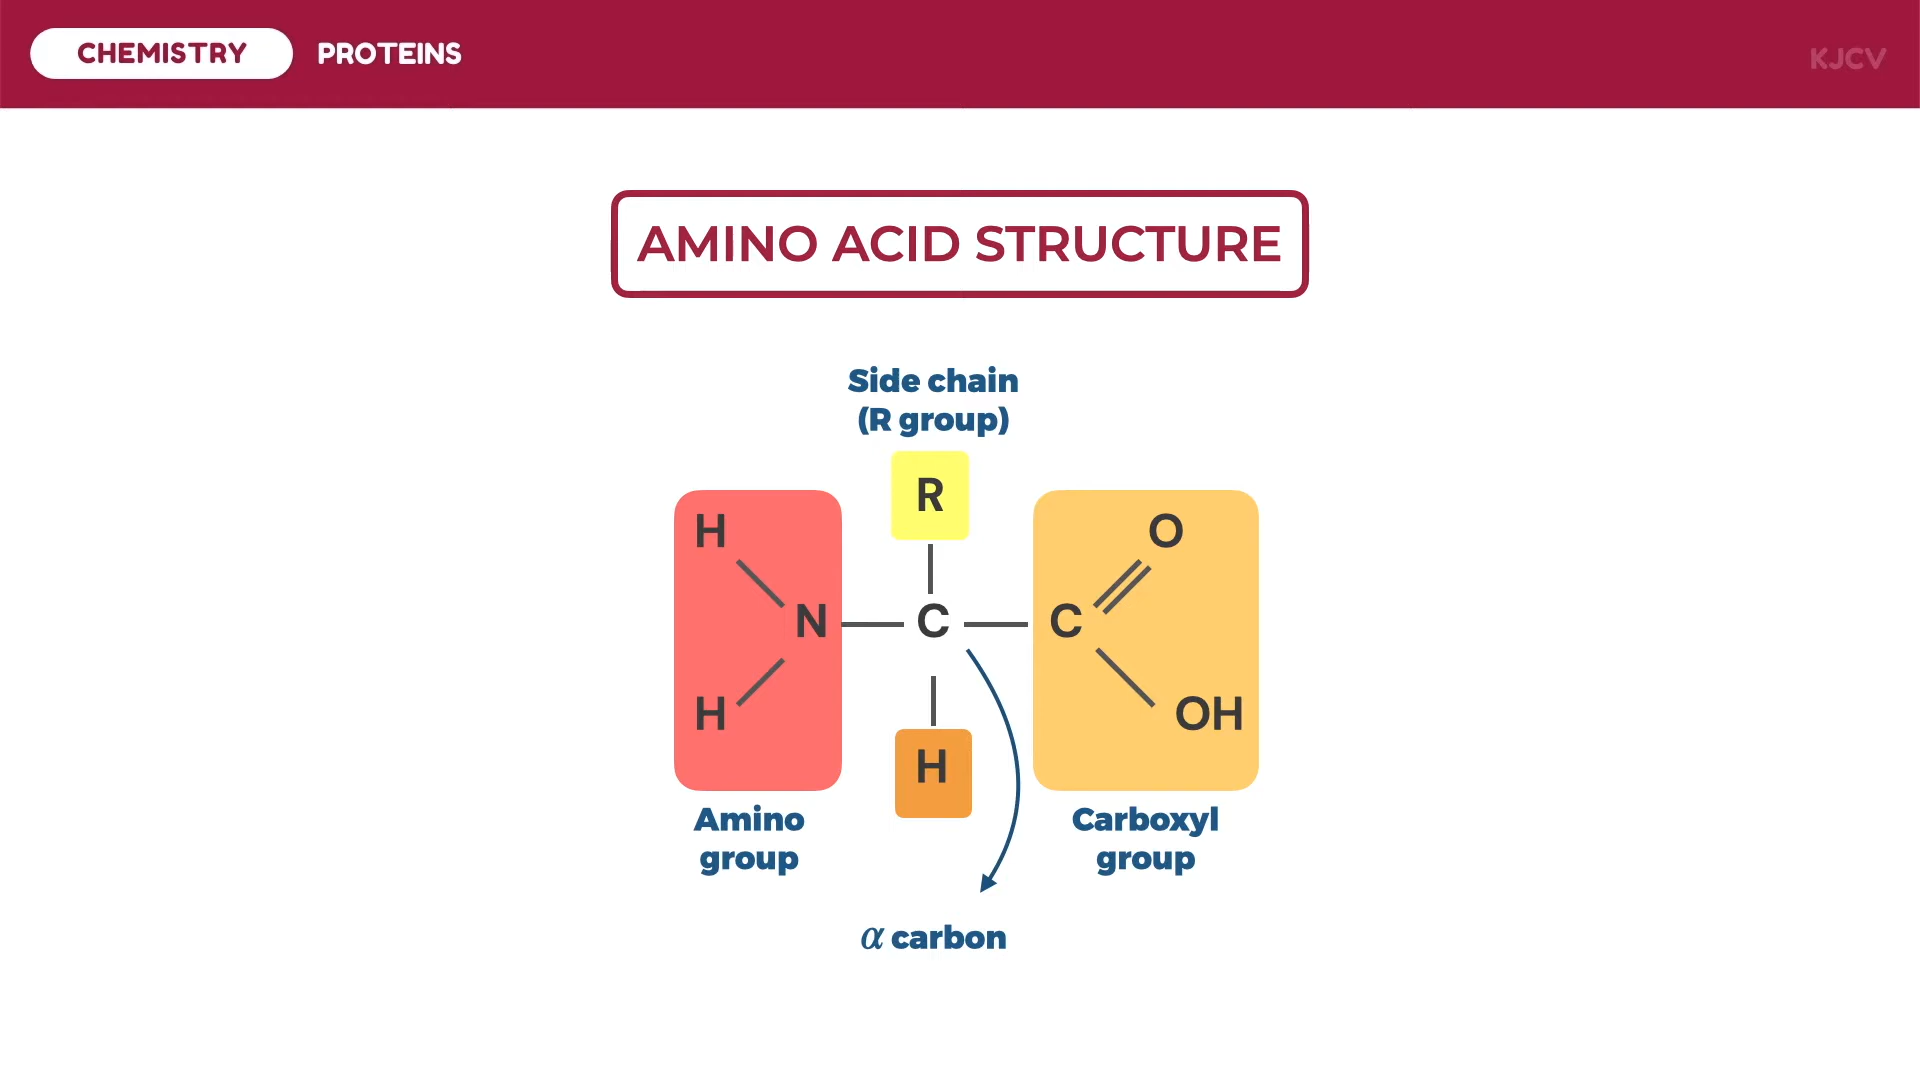 CHEMISTRY PROTEINS KJCV
AMINO ACID STRUCTURE
Side chain
(R group)
R
H O
N C C
H OH
H
Amino
group
Carboxyl
group
α carbon